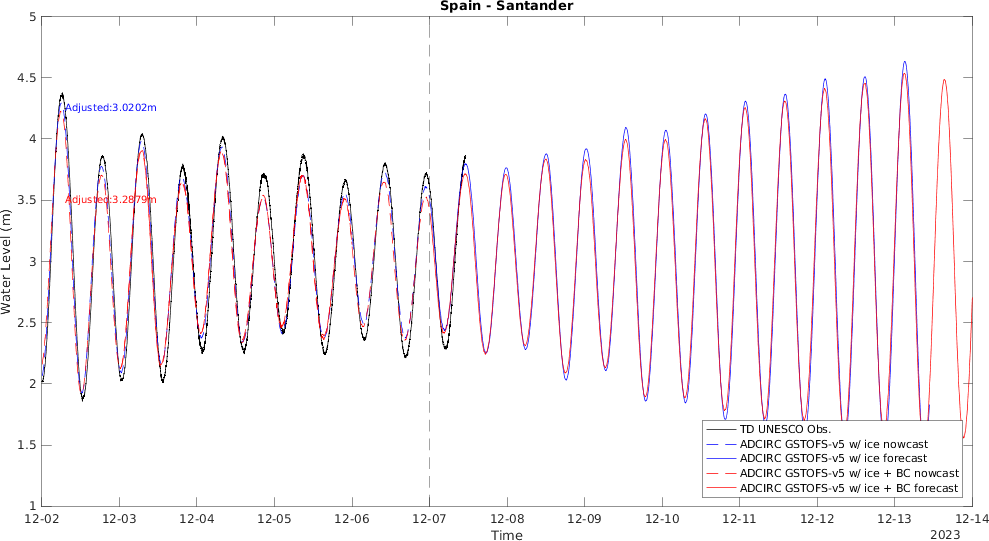 Spain - Santander
5
4.5
4
3.5
3
2.5
2
1.5
1
Water Level (m)
Adjusted:3.0202m
Adjusted:3.2879m
TD UNESCO Obs.
ADCIRC GSTOFS-v5 w/ ice nowcast
ADCIRC GSTOFS-v5 w/ ice forecast
ADCIRC GSTOFS-v5 w/ ice + BC nowcast
ADCIRC GSTOFS-v5 w/ ice + BC forecast
12-02 12-03 12-04 12-05 12-06 12-07 12-08 12-09 12-10 12-11 12-12 12-13 12-14
Time
2023